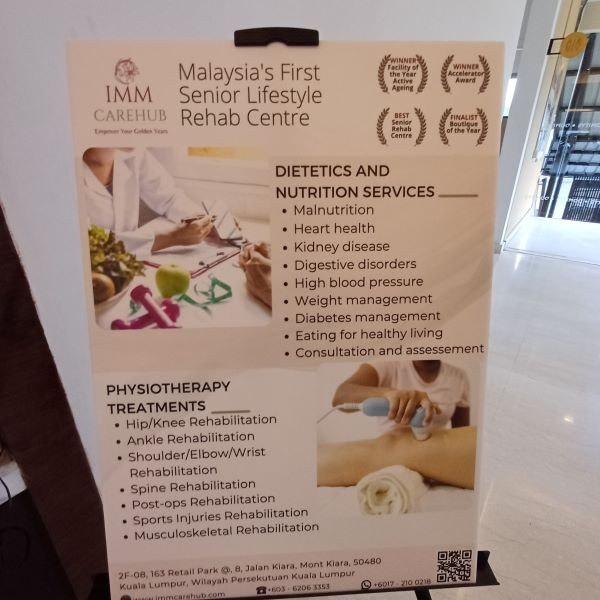 IMM
CAREHUB
Empower Your Golden Years
Malaysia's First
Senior Lifestyle
Rehab Centre
WINNER
Facility of
the Year
Active
Ageing
WINNER
Accelerator
Award
BEST
Senior
Rehab
Centre
FINALIST
Boutique
of the Year
DIETETICS AND
NUTRITION SERVICES
• Malnutrition
• Heart health
• Kidney disease
• Digestive disorders
• High blood pressure
• Weight management
• Diabetes management
• Eating for healthy living
• Consultation and assessement
PHYSIOTHERAPY
TREATMENTS
• Hip/Knee Rehabilitation
• Ankle Rehabilitation
• Shoulder/Elbow/Wrist
Rehabilitation
• Spine Rehabilitation
• Post-ops Rehabilitation
• Sports Injuries Rehabilitation
• Musculoskeletal Rehabilitation
2F-08, 163 Retail Park @, 8, Jalan Kiara, Mont Kiara, 50480
Kuala Lumpur, Wilayah Persekutuan Kuala Lumpur
www.immcarehub.com +603 - 6206 3353 +6017 - 210 0218